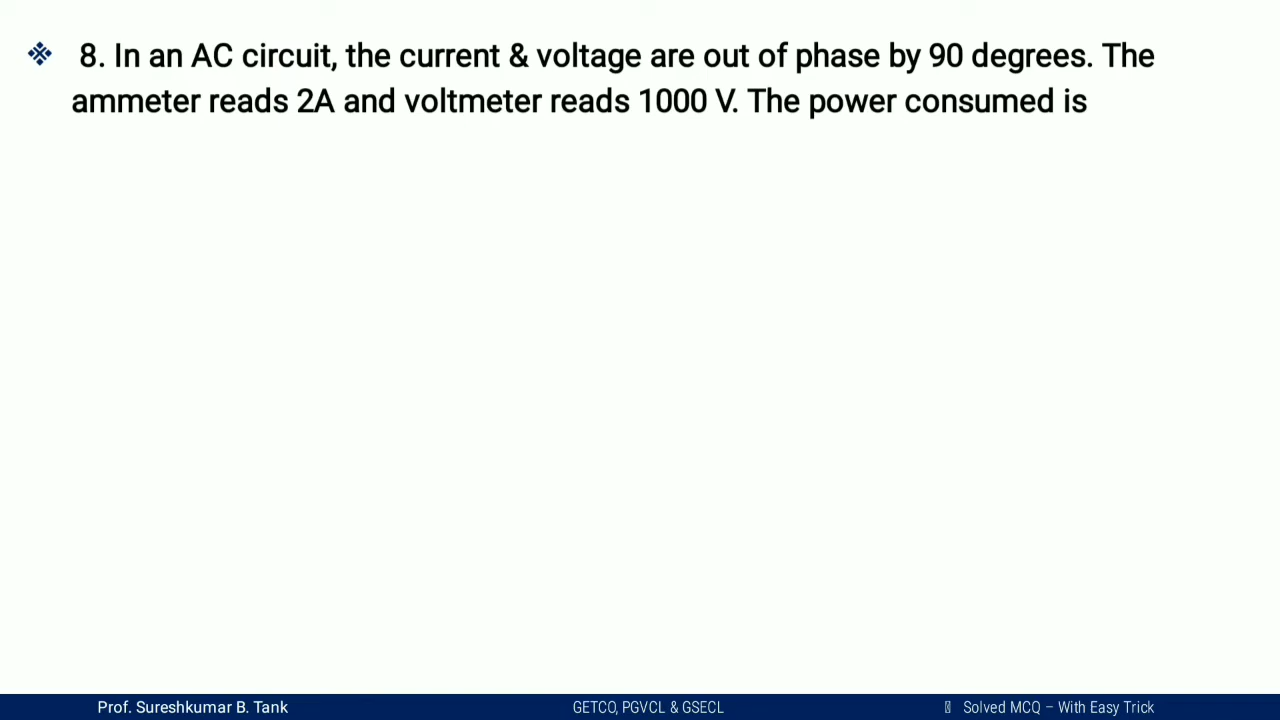 ❖ 8. In an AC circuit, the current & voltage are out of phase by 90 degrees. The
ammeter reads 2A and voltmeter reads 1000 V. The power consumed is
Prof. Sureshkumar B. Tank
GETCO, PGVCL & GSECL
Solved MCQ – With Easy Trick